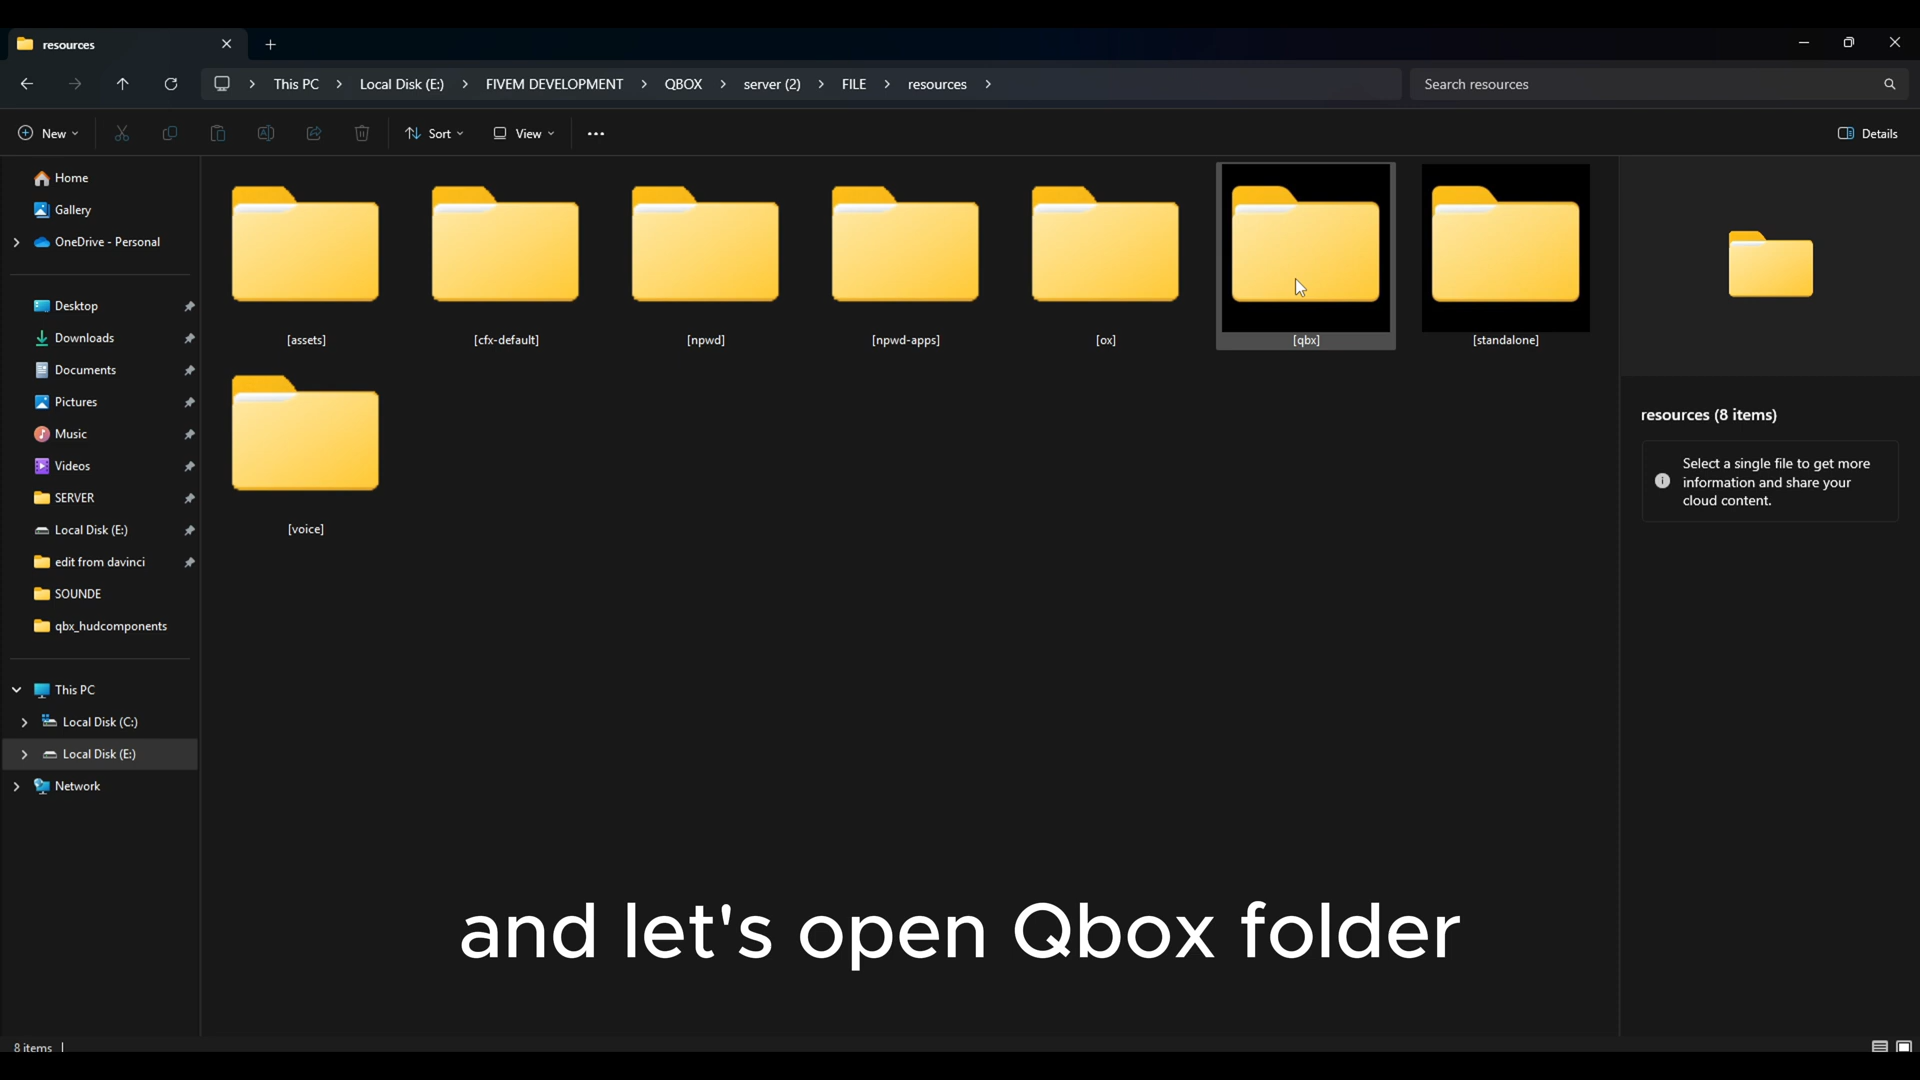 resources
This PC
Local Disk (E:)
FIVEM DEVELOPMENT
QBOX
server (2)
FILE
resources
Search resources
New
Sort
View
Details
Home
Gallery
OneDrive - Personal
Desktop
Downloads
Documents
Pictures
Music
Videos
SERVER
Local Disk (E:)
edit from davinci
SOUNDE
qbx_hudcomponents
This PC
Local Disk (C:)
Local Disk (E:)
Network
[assets]
[cfx-default]
[npwd]
[npwd-apps]
[ox]
[qbx]
[standalone]
[voice]
resources (8 items)
Select a single file to get more
information and share your
cloud content.
and let's open Qbox folder
8 items